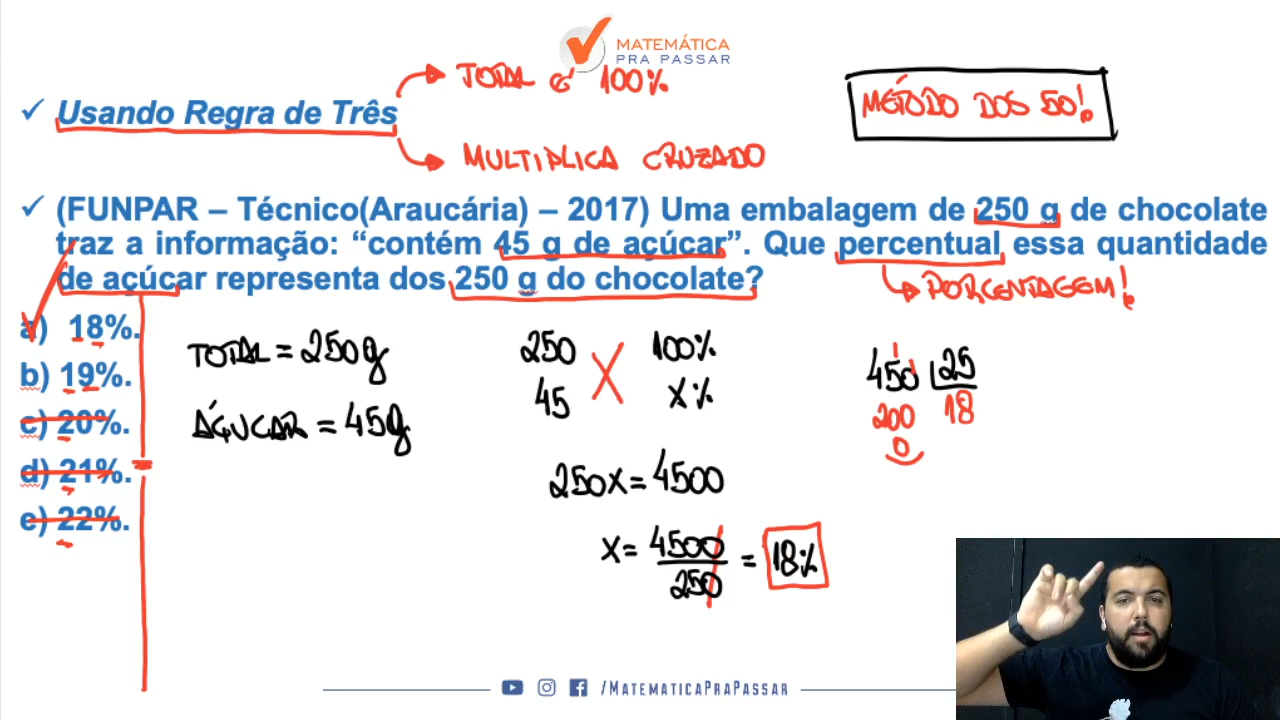 MATEMÁTICA
PRA PASSAR
TOTAL É 100%
Usando Regra de Três
MÉTODO DOS 50!
MULTIPLICA CRUZADO
(FUNPAR – Técnico(Araucária) – 2017) Uma embalagem de 250 g de chocolate
traz a informação: “contém 45 g de açúcar”. Que percentual essa quantidade
de açúcar representa dos 250 g do chocolate?
PORCENTAGEM!
a) 18%.
b) 19%.
c) 20%.
d) 21%.
e) 22%.
TOTAL = 250g
AÇÚCAR = 45g
250 100%
45 X%
250X = 4500
X = 4500
250
= 18%
450 25
200 18
0
/MATEMATICAPRAPASSAR